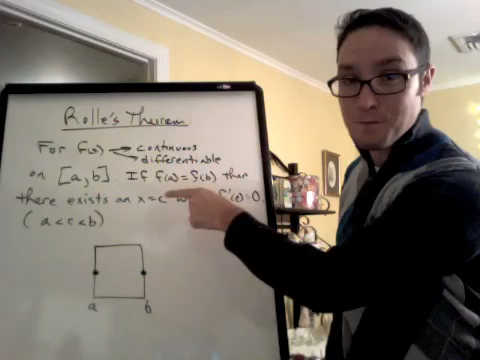 Rolle's Theorem
For f(x) continuous
differentiable
on [a,b] If f(a)=f(b) then
there exists an x=c f'(c)=0.
(a<c<b)
a b